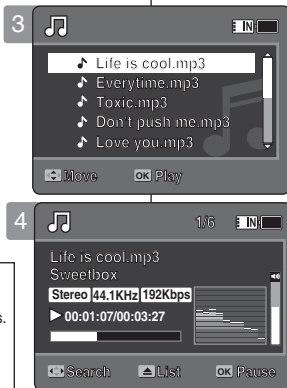 3
IN
Life is cool.mp3
Everytime.mp3
Toxic.mp3
Don't push me.mp3
Love you.mp3
Move OK Play
4
1/6 IN
Life is cool.mp3
Sweetbox
Stereo 44.1KHz 192Kbps
00:01:07/00:03:27
s.
Search List OK Pause